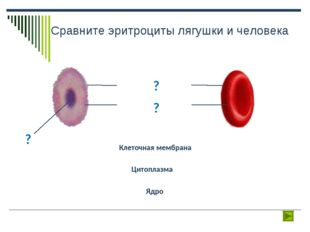 Сравните эритроциты лягушки и человека
?
?
?
Клеточная мембрана
Цитоплазма
Ядро